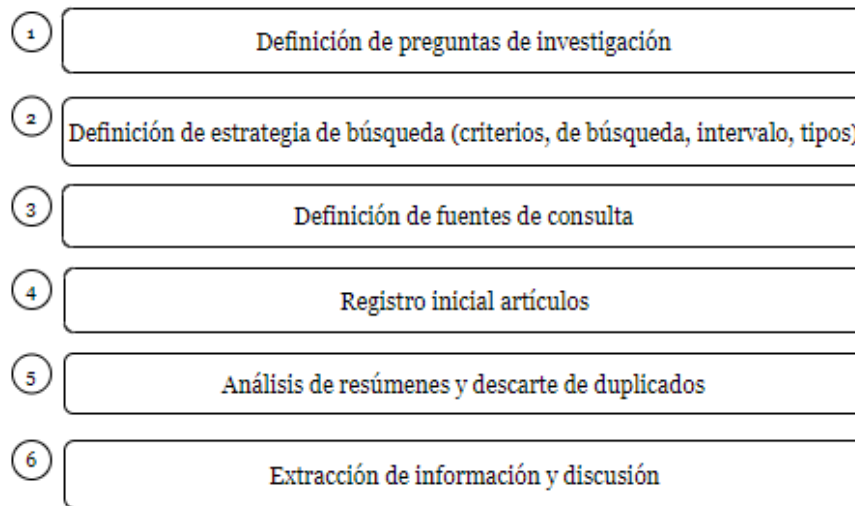 1 Definición de preguntas de investigación
2 Definición de estrategia de búsqueda (criterios, de búsqueda, intervalo, tipos)
3 Definición de fuentes de consulta
4 Registro inicial artículos
5 Análisis de resúmenes y descarte de duplicados
6 Extracción de información y discusión